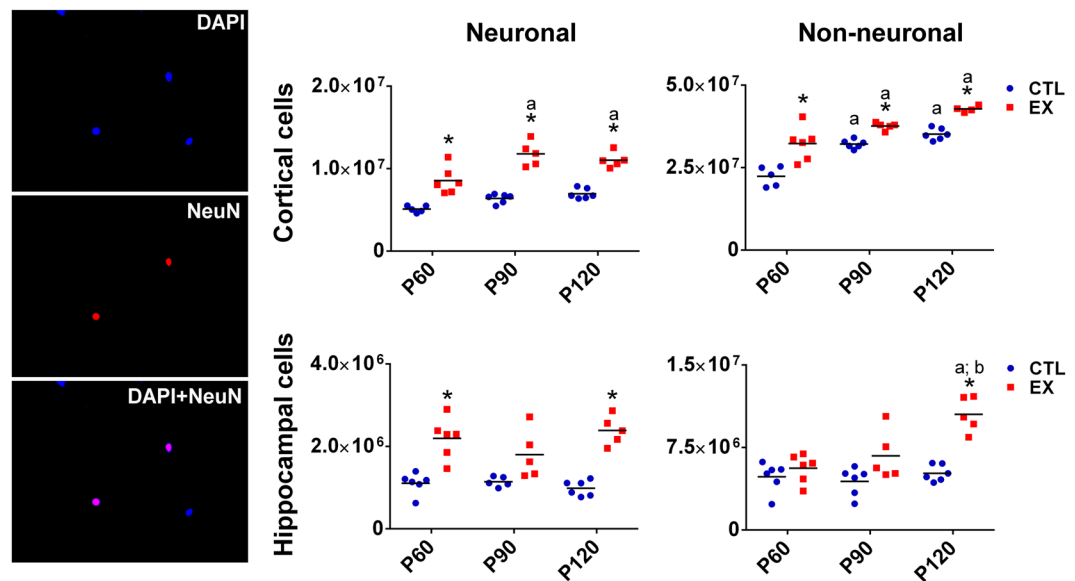 DAPI
NeuN
DAPI+NeuN
Neuronal
Non-neuronal
Cortical cells
2.0×10⁷
1.0×10⁷
0
*
a
*
a
*
P60
P90
P120
5.0×10⁷
2.5×10⁷
0
*
a
a
*
a
a
*
P60
P90
P120
CTL
EX
Hippocampal cells
4.0×10⁶
2.0×10⁶
0
*
*
P60
P90
P120
1.5×10⁷
7.5×10⁶
0
a; b
*
P60
P90
P120
CTL
EX